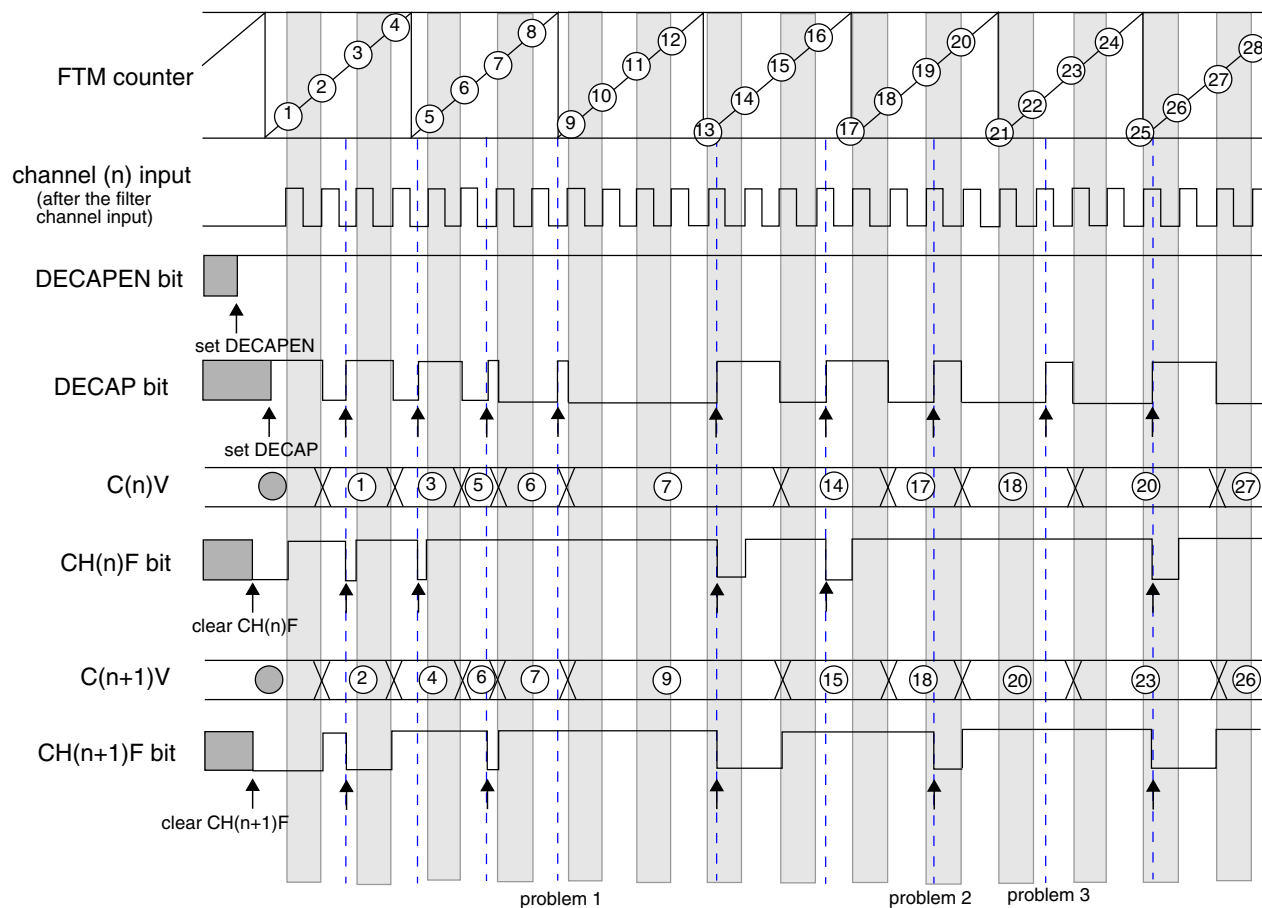 4
8
12
16
20
24
28
3
7
11
15
19
23
27
FTM counter
2
6
10
14
18
22
26
1
5
9
13
17
21
25
channel (n) input
(after the filter
channel input)
DECAPEN bit
set DECAPEN
DECAP bit
set DECAP
C(n)V
1
3
5
6
7
14
17
18
20
27
CH(n)F bit
clear CH(n)F
C(n+1)V
2
4
6
7
9
15
18
20
23
26
CH(n+1)F bit
clear CH(n+1)F
problem 1
problem 2
problem 3